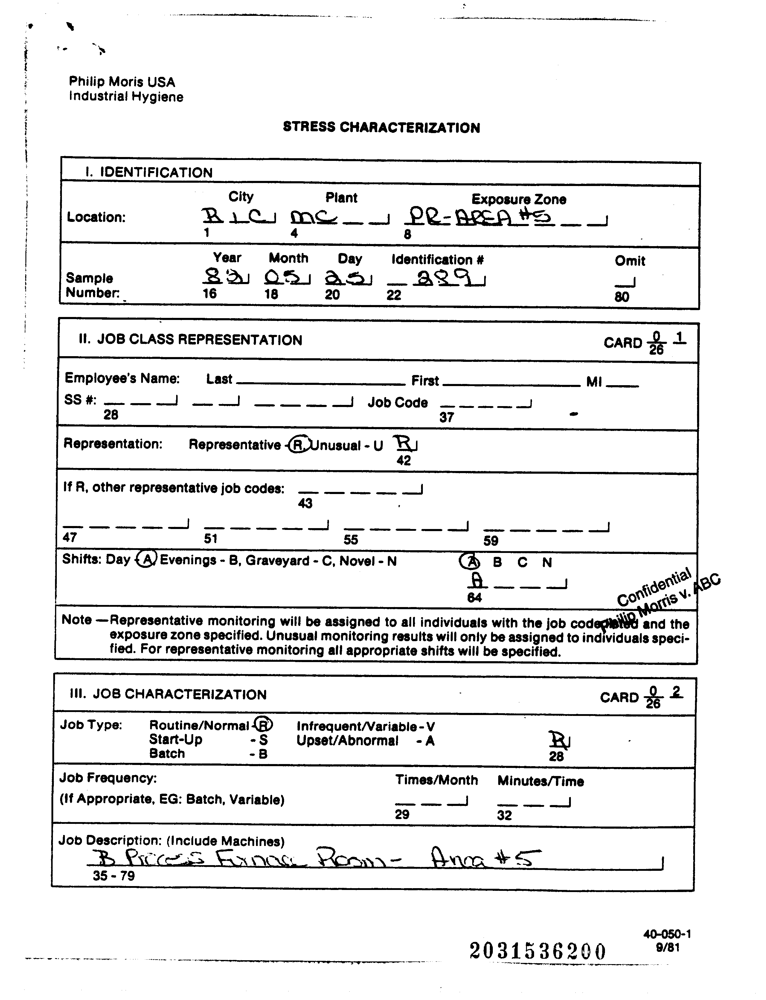 Philip Moris USA
Industrial Hygiene
STRESS CHARACTERIZATION
I. IDENTIFICATION
City Plant Exposure Zone
Location: R I C MC PR-AREA #5
1 4 8
Year Month Day Identification # Omit
Sample Number: 82 05 25 289
16 18 20 22 80
II. JOB CLASS REPRESENTATION CARD 0 1
26
Employee's Name: Last First MI
SS #: Job Code
28 37
Representation: Representative - R, Unusual - U R
42
If R, other representative job codes:
43
47 51 55 59
Shifts: Day - A, Evenings - B, Graveyard - C, Novel - N A B C N
A
64
Confidential
Philip Morris v. ABC
Note — Representative monitoring will be assigned to all individuals with the job code and the
exposure zone specified. Unusual monitoring results will only be assigned to individuals speci-
fied. For representative monitoring all appropriate shifts will be specified.
III. JOB CHARACTERIZATION CARD 0 2
26
Job Type: Routine/Normal - R Infrequent/Variable - V
Start-Up - S Upset/Abnormal - A R
Batch - B 28
Job Frequency: Times/Month Minutes/Time
(If Appropriate, EG: Batch, Variable)
29 32
Job Description: (Include Machines)
B Process Furnace Room - Area #5
35 - 79
40-050-1
2031536200 9/81